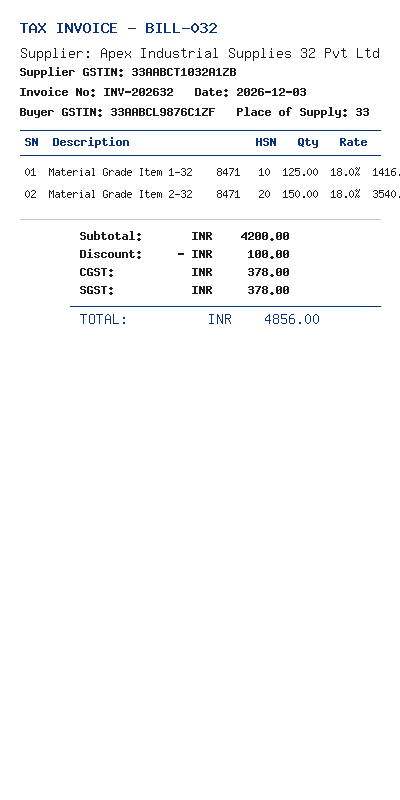 TAX INVOICE - BILL-032
Supplier: Apex Industrial Supplies 32 Pvt Ltd
Supplier GSTIN: 33AABCT1032A1ZB
Invoice No: INV-202632 Date: 2026-12-03
Buyer GSTIN: 33AABCL9876C1ZF Place of Supply: 33
SN Description HSN Qty Rate
01 Material Grade Item 1-32 8471 10 125.00 18.0% 1416.
02 Material Grade Item 2-32 8471 20 150.00 18.0% 3540.
Subtotal: INR 4200.00
Discount: - INR 100.00
CGST: INR 378.00
SGST: INR 378.00
TOTAL: INR 4856.00